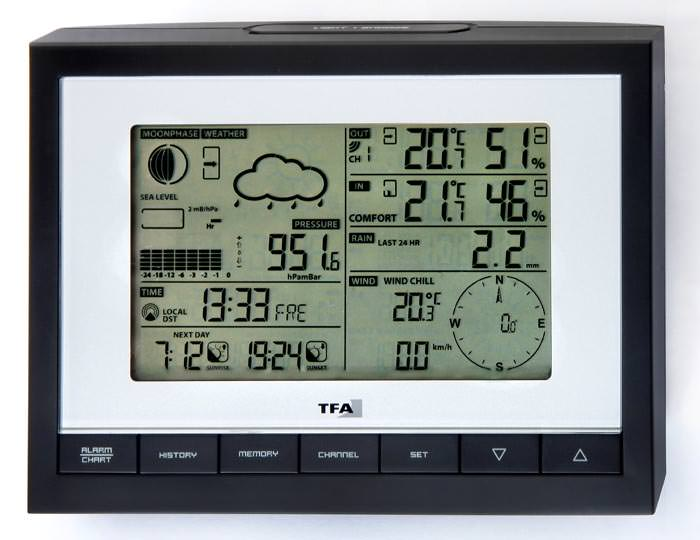 MOONPHASE WEATHER
SEA LEVEL
2 mB/hPa
Hr
PRESSURE
951.6
hPamBar
-24 -18 -12 -6 -3 -2 -1 0
TIME
LOCAL
DST
13:33 FRE
NEXT DAY
7:12 SUNRISE 19:24 SUNSET
OUT
CH 1
20.7 °C 51 %
IN
COMFORT 21.7 °C 46 %
RAIN LAST 24 HR
2.2 mm
WIND WIND CHILL
20.3 °C
0.0 km/h
N
W 0° E
S
TFA
ALARM
CHART
HISTORY
MEMORY
CHANNEL
SET